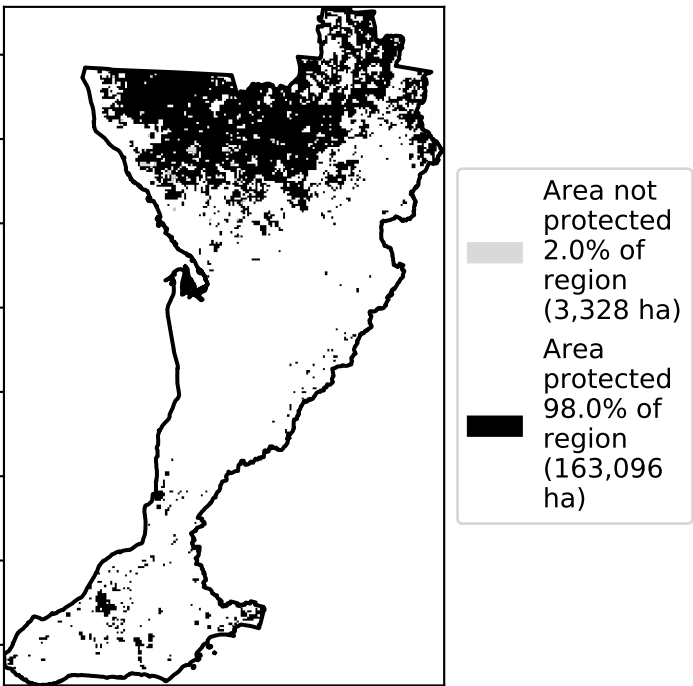 Area not
protected
2.0% of
region
(3,328 ha)
Area
protected
98.0% of
region
(163,096
ha)